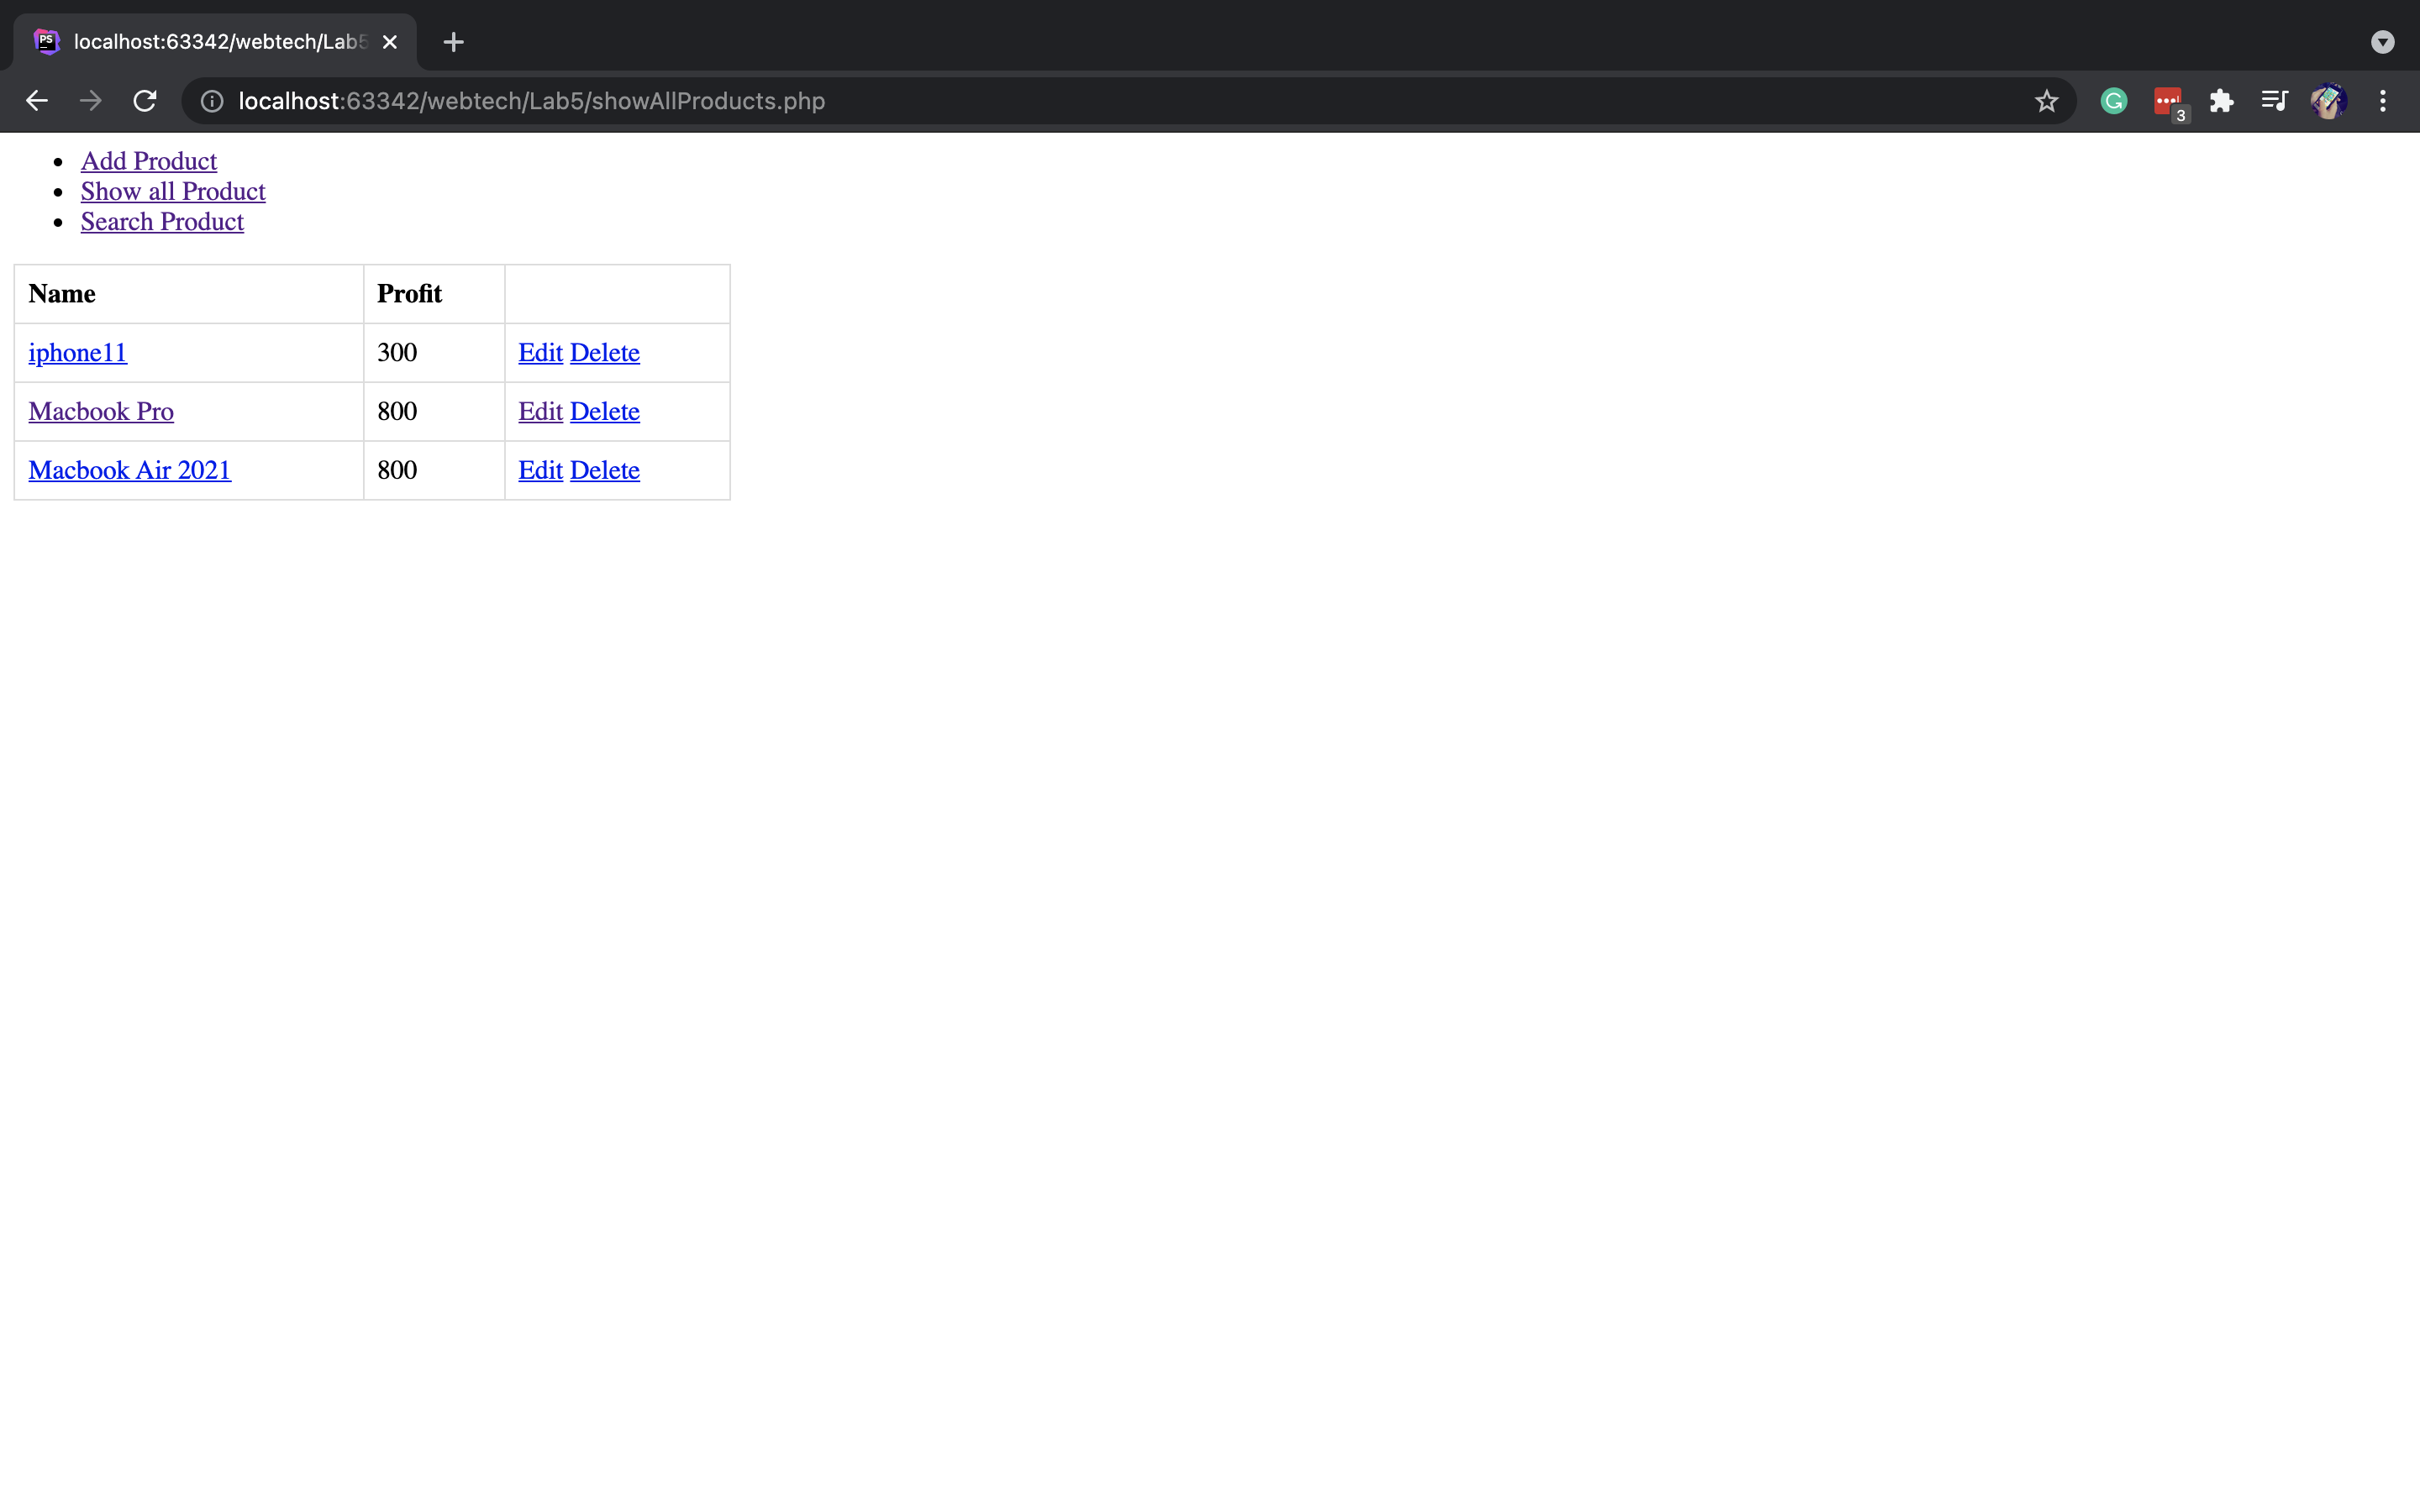 PS localhost:63342/webtech/Lab5
localhost:63342/webtech/Lab5/showAllProducts.php
3
Add Product
Show all Product
Search Product
Name Profit
iphone11 300 Edit Delete
Macbook Pro 800 Edit Delete
Macbook Air 2021 800 Edit Delete